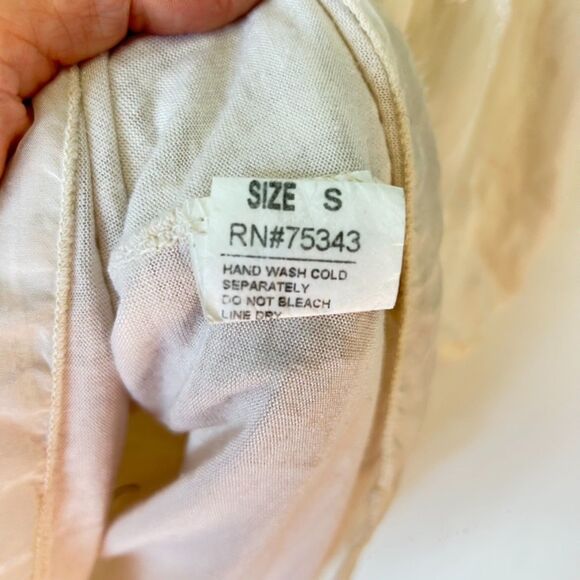 SIZE S
RN#75343
HAND WASH COLD
SEPARATELY
DO NOT BLEACH
LINE DRY